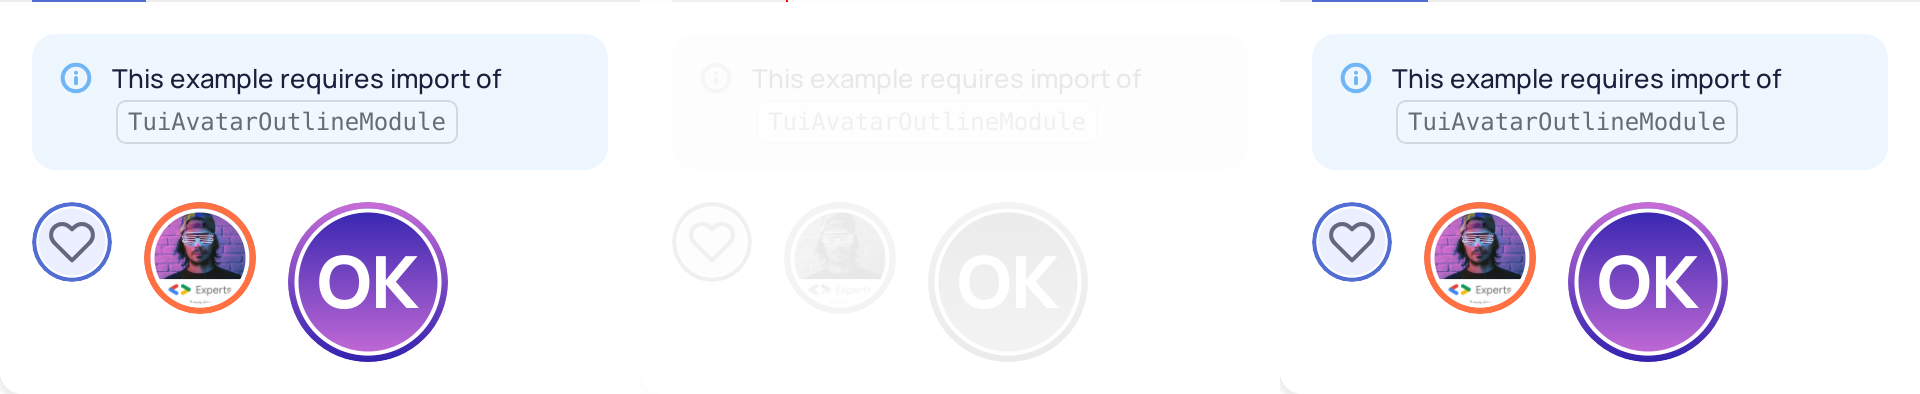 This example requires import of
TuiAvatarOutlineModule
Experts
OK
This example requires import of
TuiAvatarOutlineModule
Experts
OK
This example requires import of
TuiAvatarOutlineModule
Experts
OK